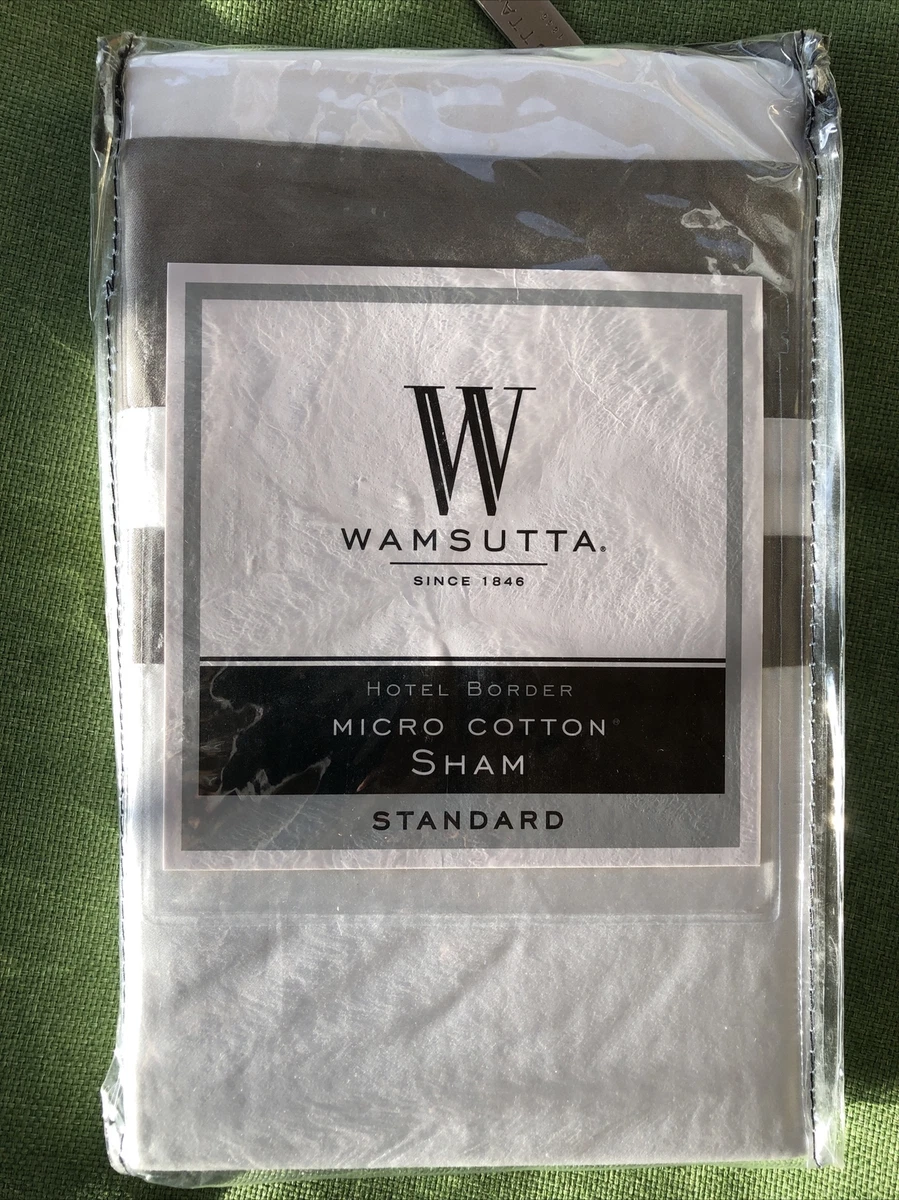 W
WAMSUTTA®
SINCE 1846
HOTEL BORDER
MICRO COTTON®
SHAM
STANDARD